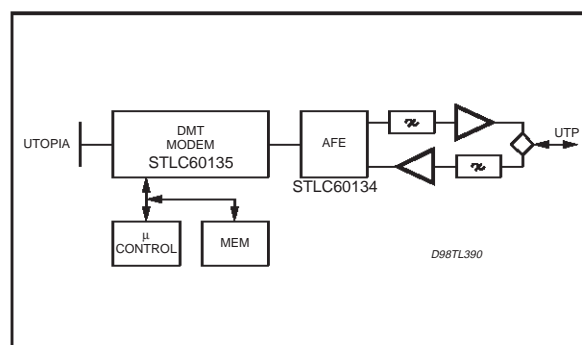 UTOPIA
DMT
MODEM
STLC60135
AFE
STLC60134
UTP
μ
CONTROL
MEM
D98TL390